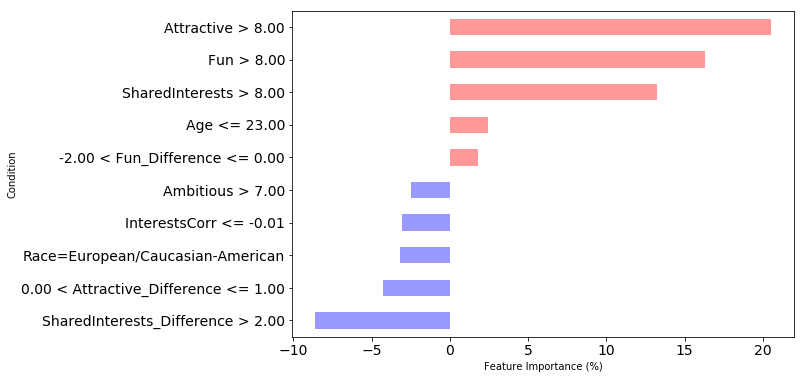 Attractive > 8.00
Fun > 8.00
SharedInterests > 8.00
Age <= 23.00
-2.00 < Fun_Difference <= 0.00
Ambitious > 7.00
InterestsCorr <= -0.01
Race=European/Caucasian-American
0.00 < Attractive_Difference <= 1.00
SharedInterests_Difference > 2.00
Condition
−10 −5 0 5 10 15 20
Feature Importance (%)